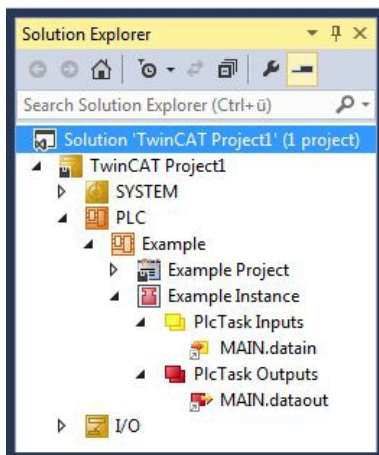 Solution Explorer
Search Solution Explorer (Ctrl+ü)
Solution 'TwinCAT Project1' (1 project)
TwinCAT Project1
SYSTEM
PLC
Example
Example Project
Example Instance
PlcTask Inputs
MAIN.datain
PlcTask Outputs
MAIN.dataout
I/O